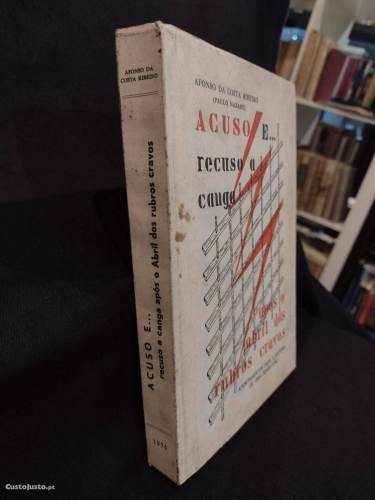 AFONSO DA
COSTA RIBEIRO
ACUSO E...
recuso a canga após o Abril dos rubros cravos
1976
AFONSO DA COSTA RIBEIRO
(PAULO NAZARÉ)
ACUSO E...
recuso a
canga
após o
abril dos
rubros cravos
CustoJusto.pt